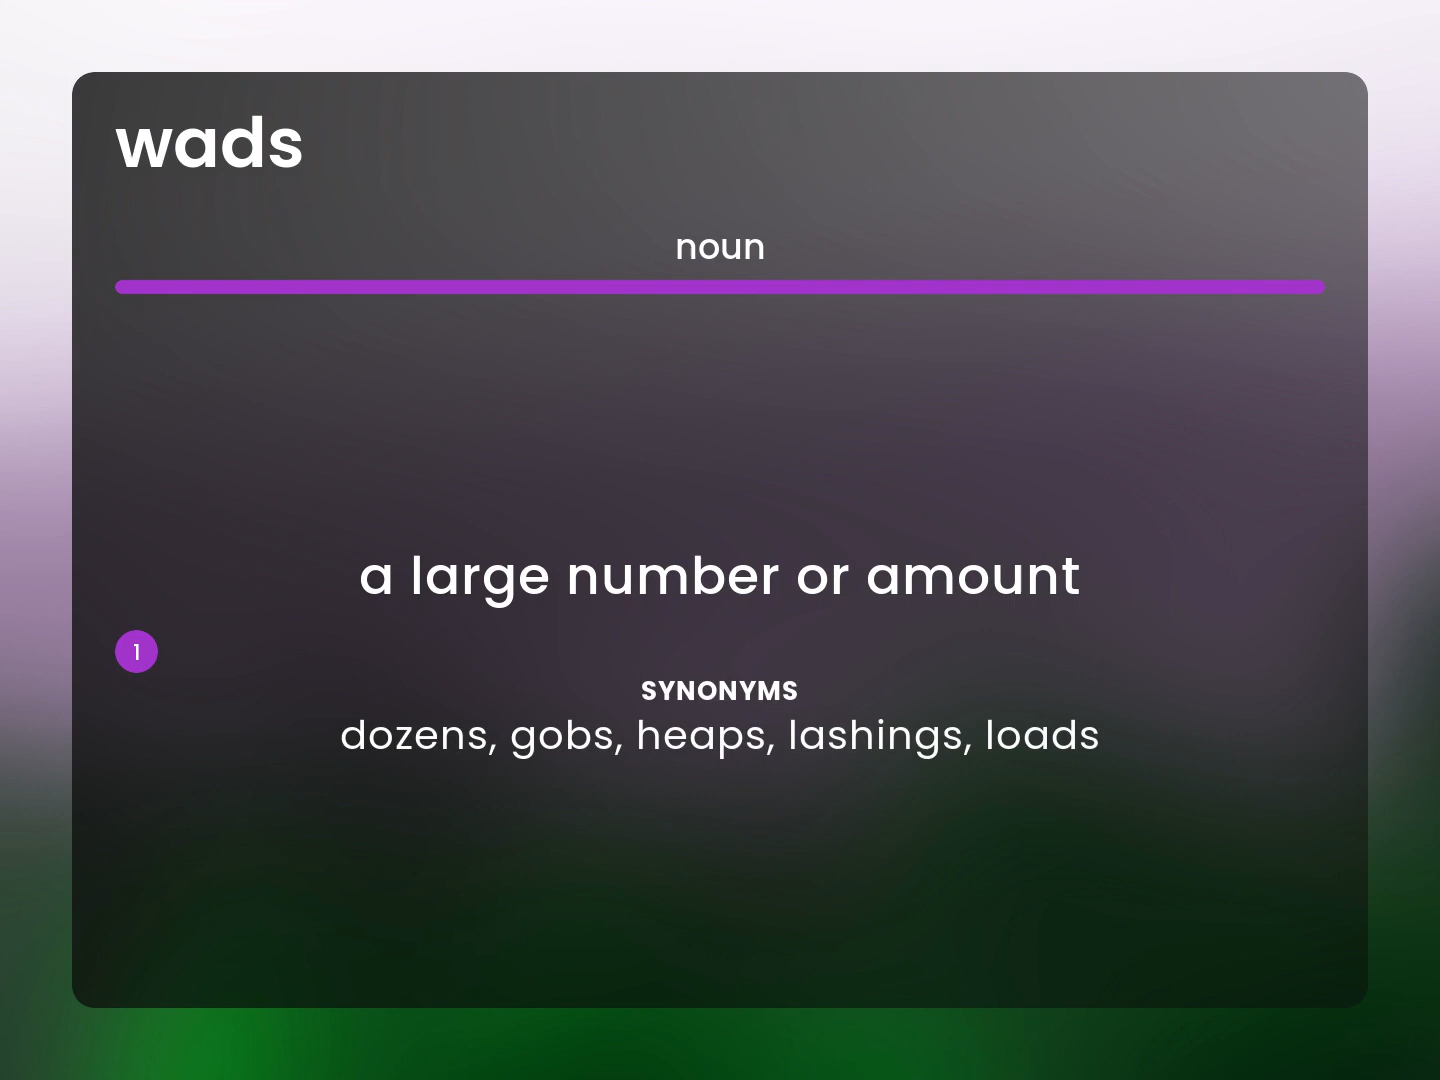 wads
noun
a large number or amount
1
SYNONYMS
dozens, gobs, heaps, lashings, loads